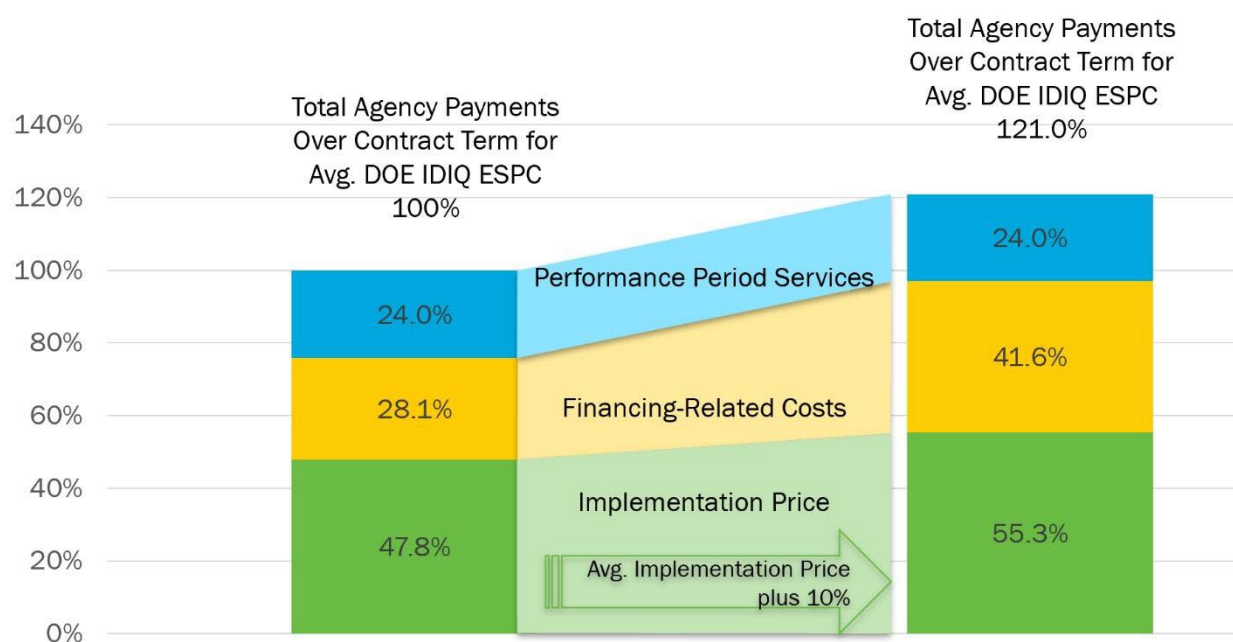 Total Agency Payments
Over Contract Term for
Avg. DOE IDIQ ESPC
100%
Total Agency Payments
Over Contract Term for
Avg. DOE IDIQ ESPC
121.0%
140%
120%
100%
80%
60%
40%
20%
0%
24.0%
28.1%
47.8%
Performance Period Services
Financing-Related Costs
Implementation Price
Avg. Implementation Price
plus 10%
24.0%
41.6%
55.3%